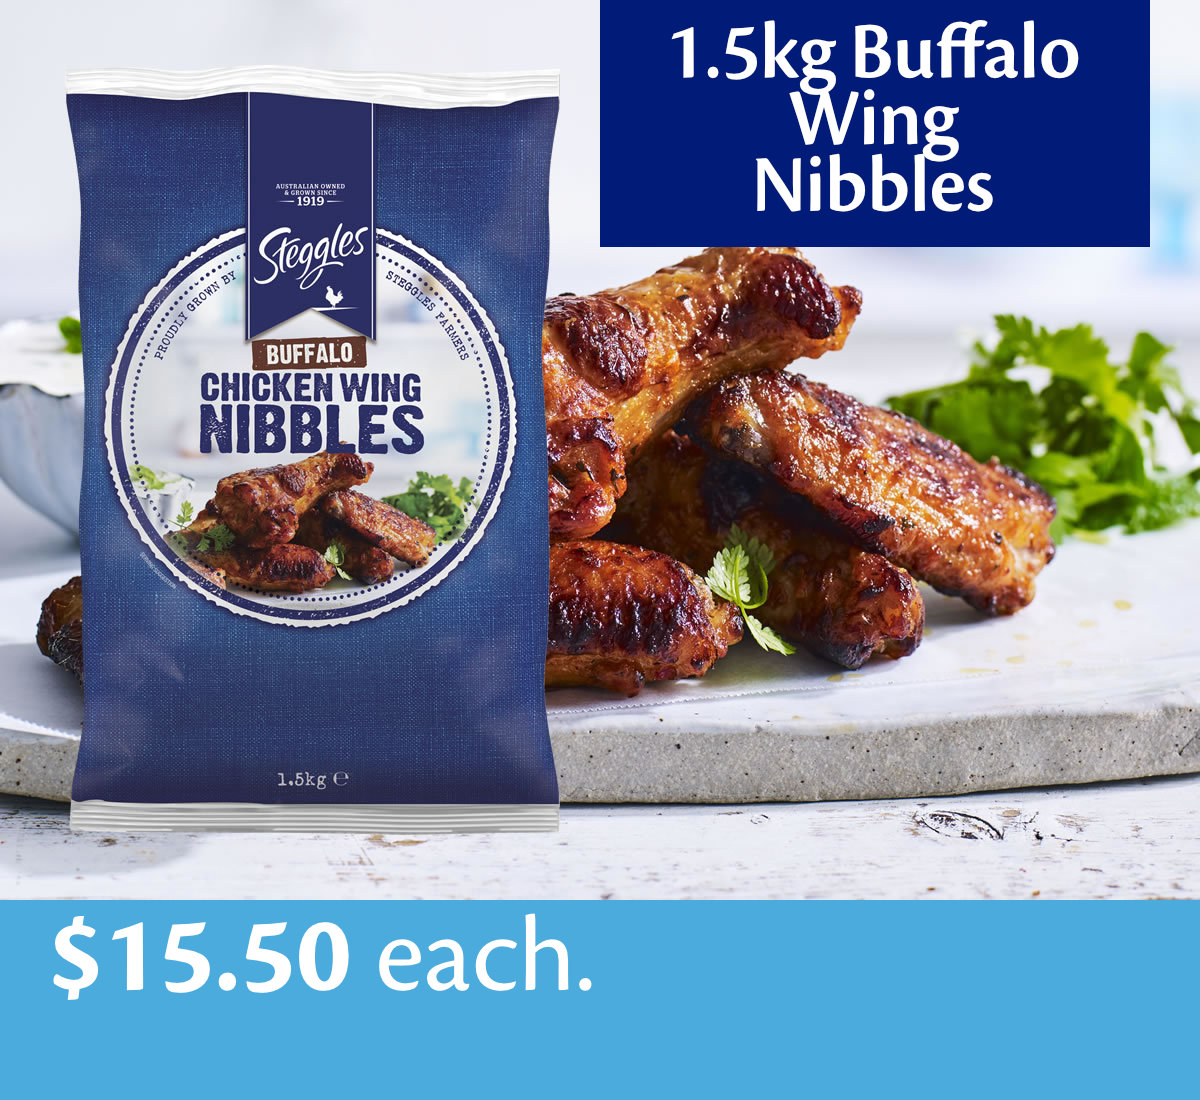 1.5kg Buffalo
Wing
Nibbles
AUSTRALIAN OWNED
& GROWN SINCE
1919
Steggles
PROUDLY GROWN BY
STEGGLES FARMERS
BUFFALO
CHICKEN WING
NIBBLES
1.5kg ℮
$15.50 each.